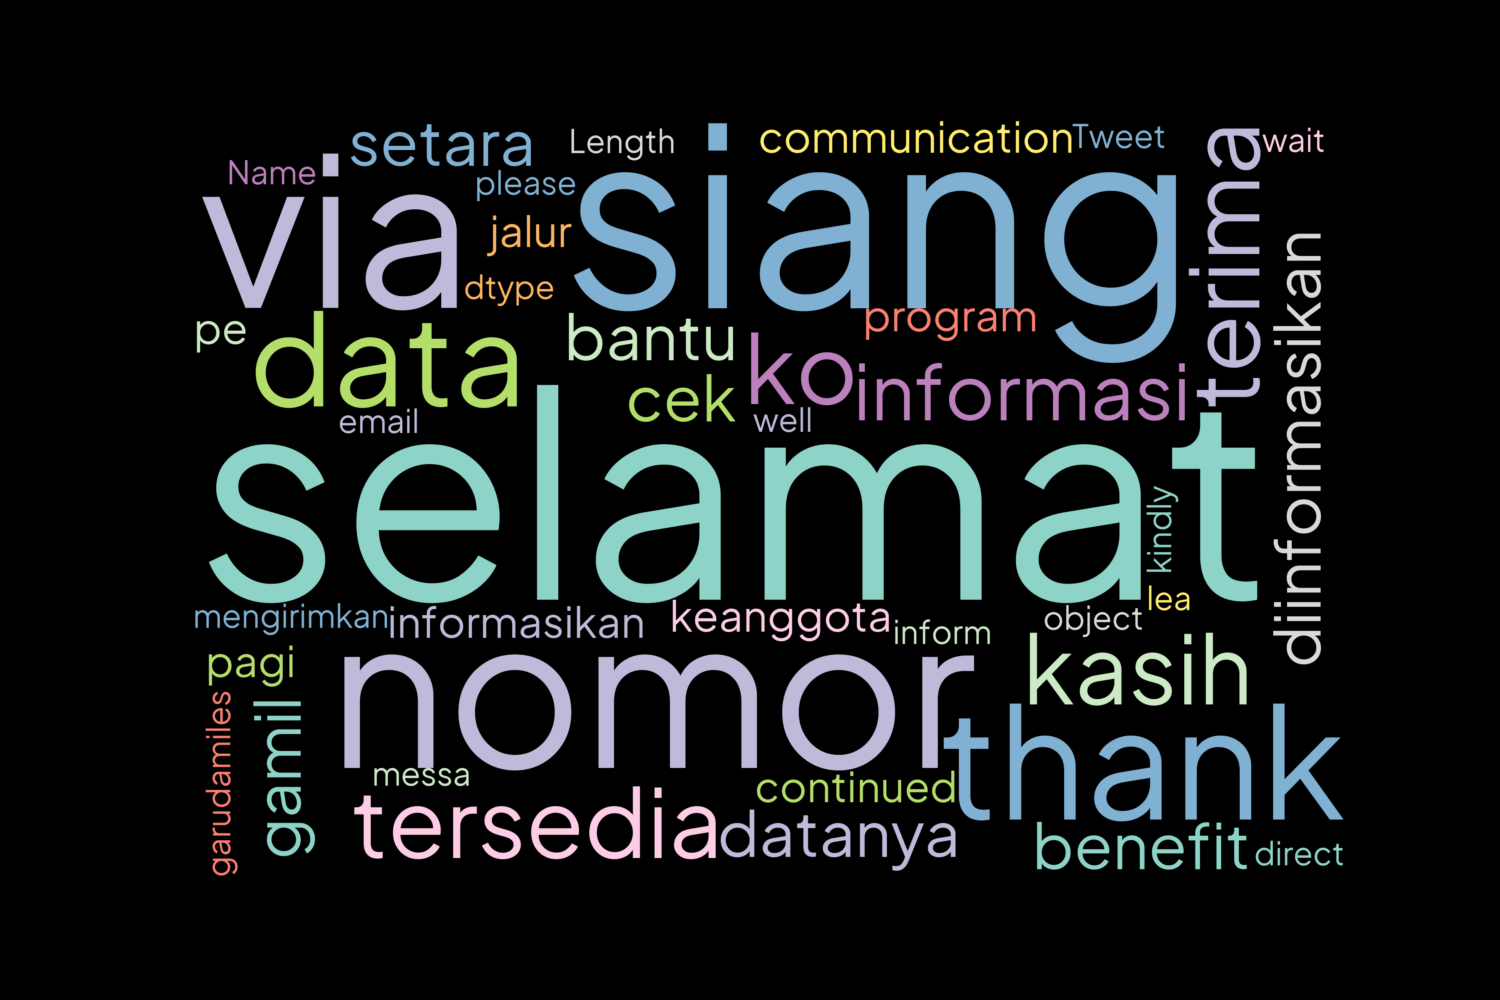 setara
Length
communication
Tweet
wait
Name
via
please
siang
terima
jalur
dtype
diinformasikan
pe
data
bantu
program
ko
informasi
cek
email
well
selamat
kindly
lea
mengirimkan
informasikan
keanggota
inform
object
pagi
nomor
kasih
garudamiles
gamil
thank
messa
continued
tersedia
datanya
benefit
direct